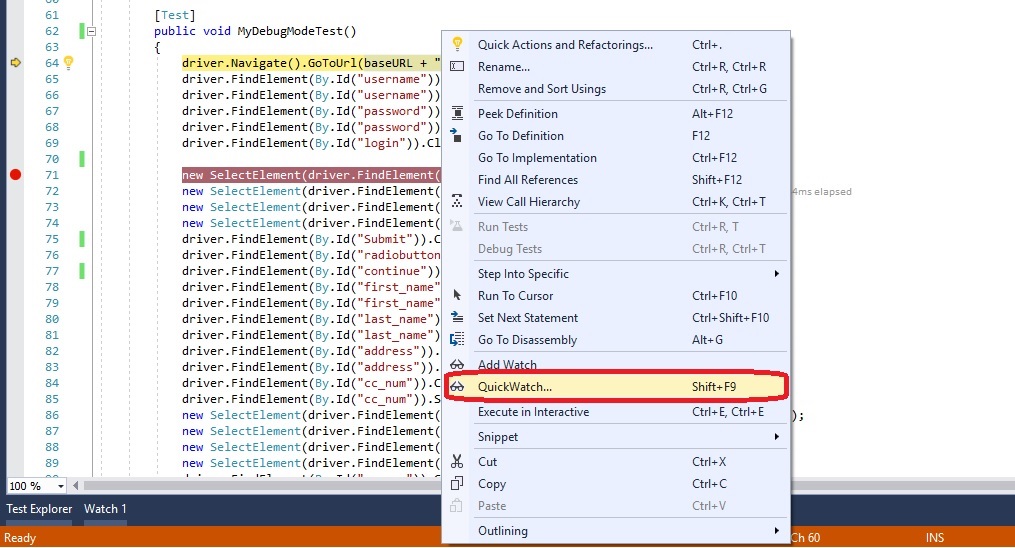 60
61 [Test]
62 public void MyDebugModeTest()
63 {
64 driver.Navigate().GoToUrl(baseURL + "
65 driver.FindElement(By.Id("username"))
66 driver.FindElement(By.Id("username"))
67 driver.FindElement(By.Id("password"))
68 driver.FindElement(By.Id("password"))
69 driver.FindElement(By.Id("login")).Cl
70
71 new SelectElement(driver.FindElement(
72 new SelectElement(driver.FindElement( 4ms elapsed
73 new SelectElement(driver.FindElement(
74 new SelectElement(driver.FindElement(
75 driver.FindElement(By.Id("Submit")).C
76 driver.FindElement(By.Id("radiobutton
77 driver.FindElement(By.Id("continue"))
78 driver.FindElement(By.Id("first_name"
79 driver.FindElement(By.Id("first_name"
80 driver.FindElement(By.Id("last_name")
81 driver.FindElement(By.Id("last_name")
82 driver.FindElement(By.Id("address")).
83 driver.FindElement(By.Id("address")).
84 driver.FindElement(By.Id("cc_num")).C
85 driver.FindElement(By.Id("cc_num")).S
86 new SelectElement(driver.FindElement( );
87 new SelectElement(driver.FindElement(
88 new SelectElement(driver.FindElement(
89 new SelectElement(driver.FindElement(
Quick Actions and Refactorings... Ctrl+.
Rename... Ctrl+R, Ctrl+R
Remove and Sort Usings Ctrl+R, Ctrl+G
Peek Definition Alt+F12
Go To Definition F12
Go To Implementation Ctrl+F12
Find All References Shift+F12
View Call Hierarchy Ctrl+K, Ctrl+T
Run Tests Ctrl+R, T
Debug Tests Ctrl+R, Ctrl+T
Step Into Specific
Run To Cursor Ctrl+F10
Set Next Statement Ctrl+Shift+F10
Go To Disassembly Alt+G
Add Watch
QuickWatch... Shift+F9
Execute in Interactive Ctrl+E, Ctrl+E
Snippet
Cut Ctrl+X
Copy Ctrl+C
Paste Ctrl+V
Outlining
100 %
Test Explorer Watch 1
Ready Ch 60 INS